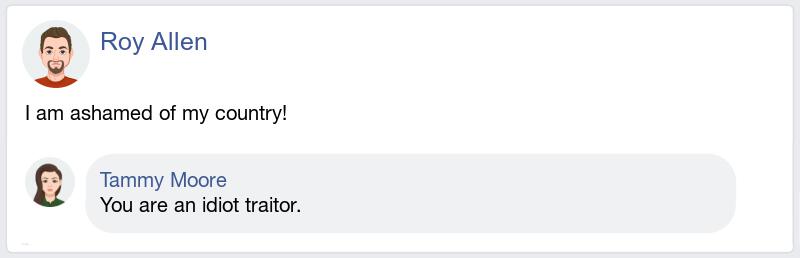 Roy Allen
I am ashamed of my country!
Tammy Moore
You are an idiot traitor.